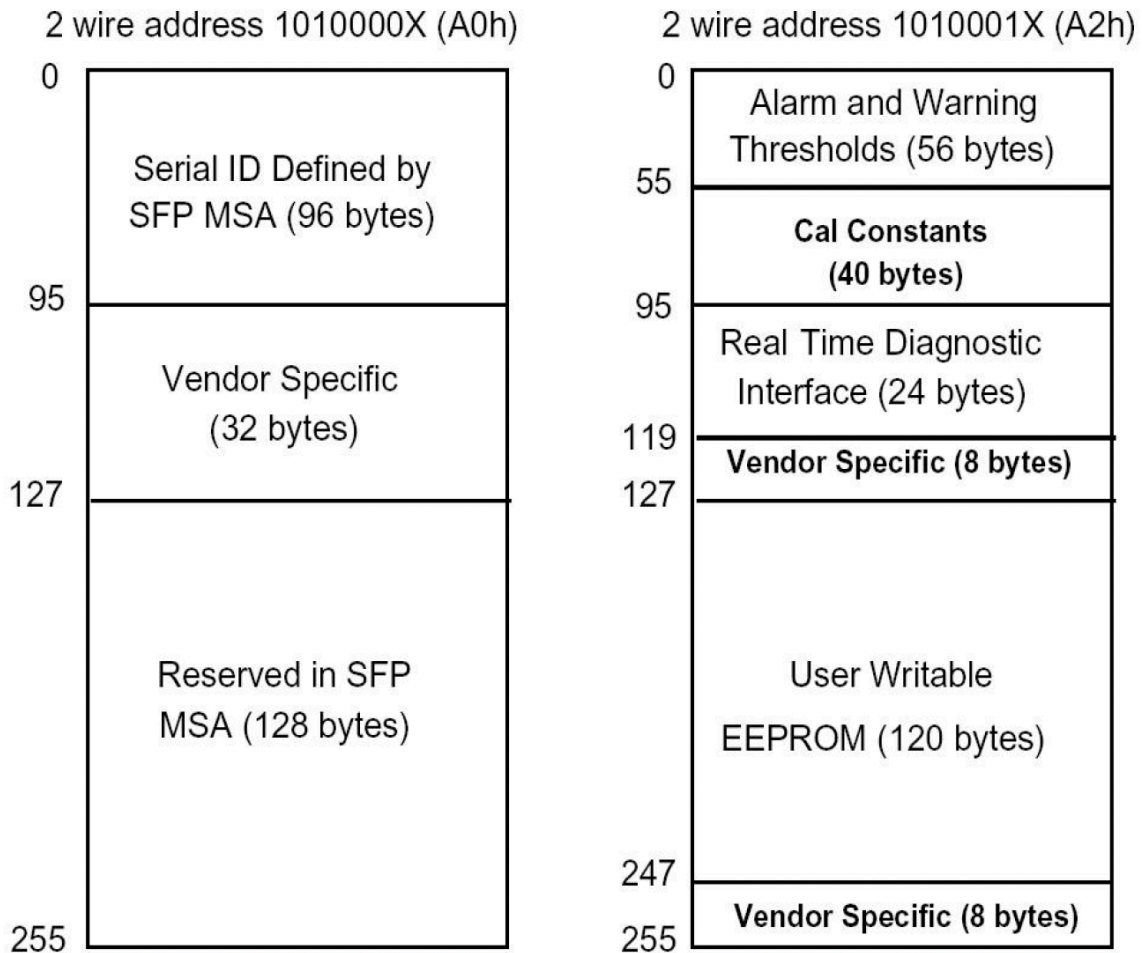 2 wire address 1010000X (A0h)
0
Serial ID Defined by
SFP MSA (96 bytes)
95
Vendor Specific
(32 bytes)
127
Reserved in SFP
MSA (128 bytes)
255
2 wire address 1010001X (A2h)
0
Alarm and Warning
Thresholds (56 bytes)
55
Cal Constants
(40 bytes)
95
Real Time Diagnostic
Interface (24 bytes)
119
Vendor Specific (8 bytes)
127
User Writable
EEPROM (120 bytes)
247
Vendor Specific (8 bytes)
255